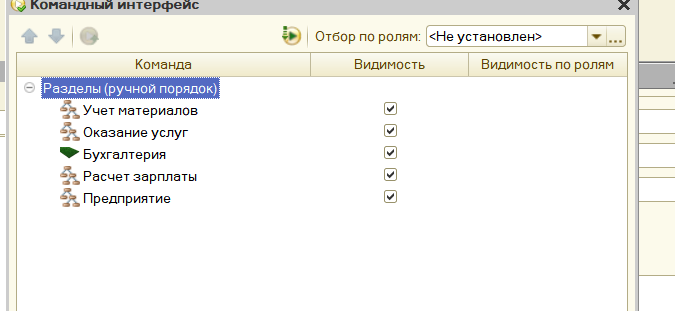 Командный интерфейс
Отбор по ролям: <Не установлен>
Команда Видимость Видимость по ролям
Разделы (ручной порядок)
Учет материалов
Оказание услуг
Бухгалтерия
Расчет зарплаты
Предприятие